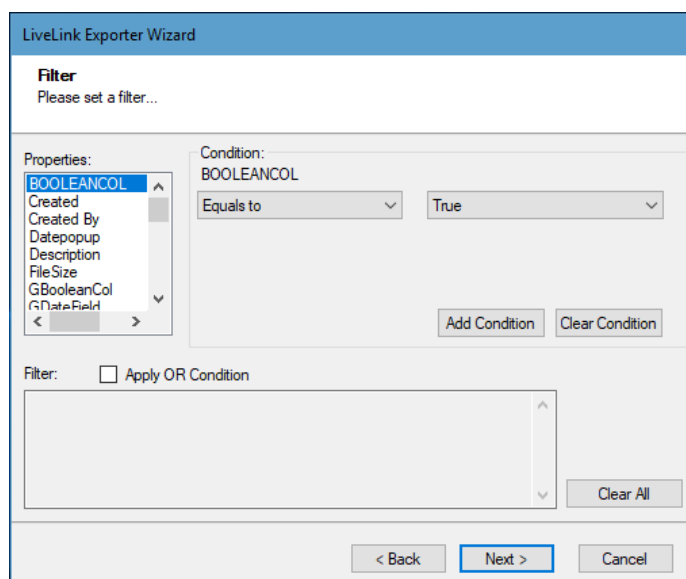 LiveLink Exporter Wizard
Filter
Please set a filter...
Properties:
BOOLEANCOL
Created
Created By
Datepopup
Description
FileSize
GBooleanCol
GDateField
Condition:
BOOLEANCOL
Equals to
True
Add Condition
Clear Condition
Filter:
Apply OR Condition
Clear All
< Back
Next >
Cancel